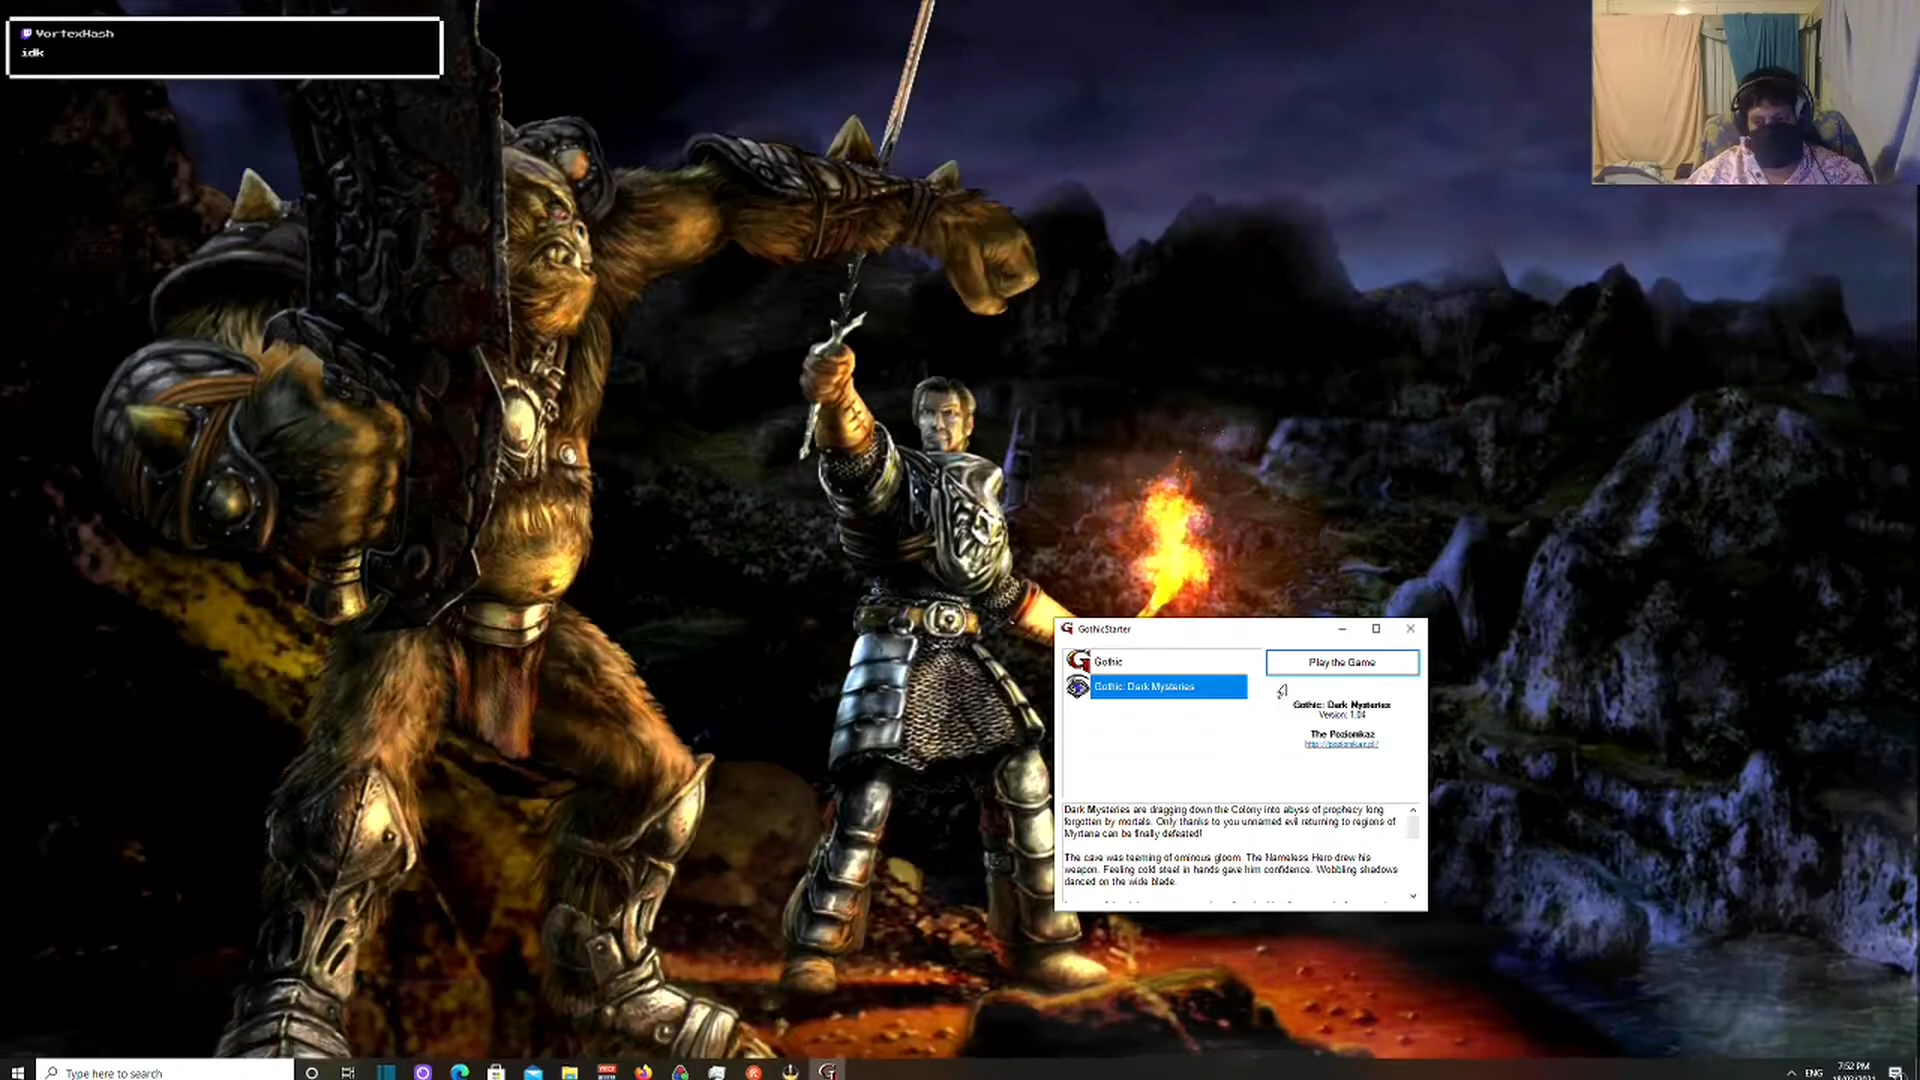 VortexHash
idk
GothicStarter
Gothic
Play the Game
Gothic: Dark Mysteries
Gothic: Dark Mysteries
Version: 1.04
The Poziomkaz
http://poziomkaz.pl/
Dark Mysteries are dragging down the Colony into abyss of prophecy long
forgotten by mortals. Only thanks to you unnamed evil returning to regions of
Myrtana can be finally defeated!
The cave was teeming of ominous gloom. The Nameless Hero drew his
weapon. Feeling cold steel in hands gave him confidence. Wobbling shadows
danced on the wide blade.
Type here to search
ENG
7:52 PM